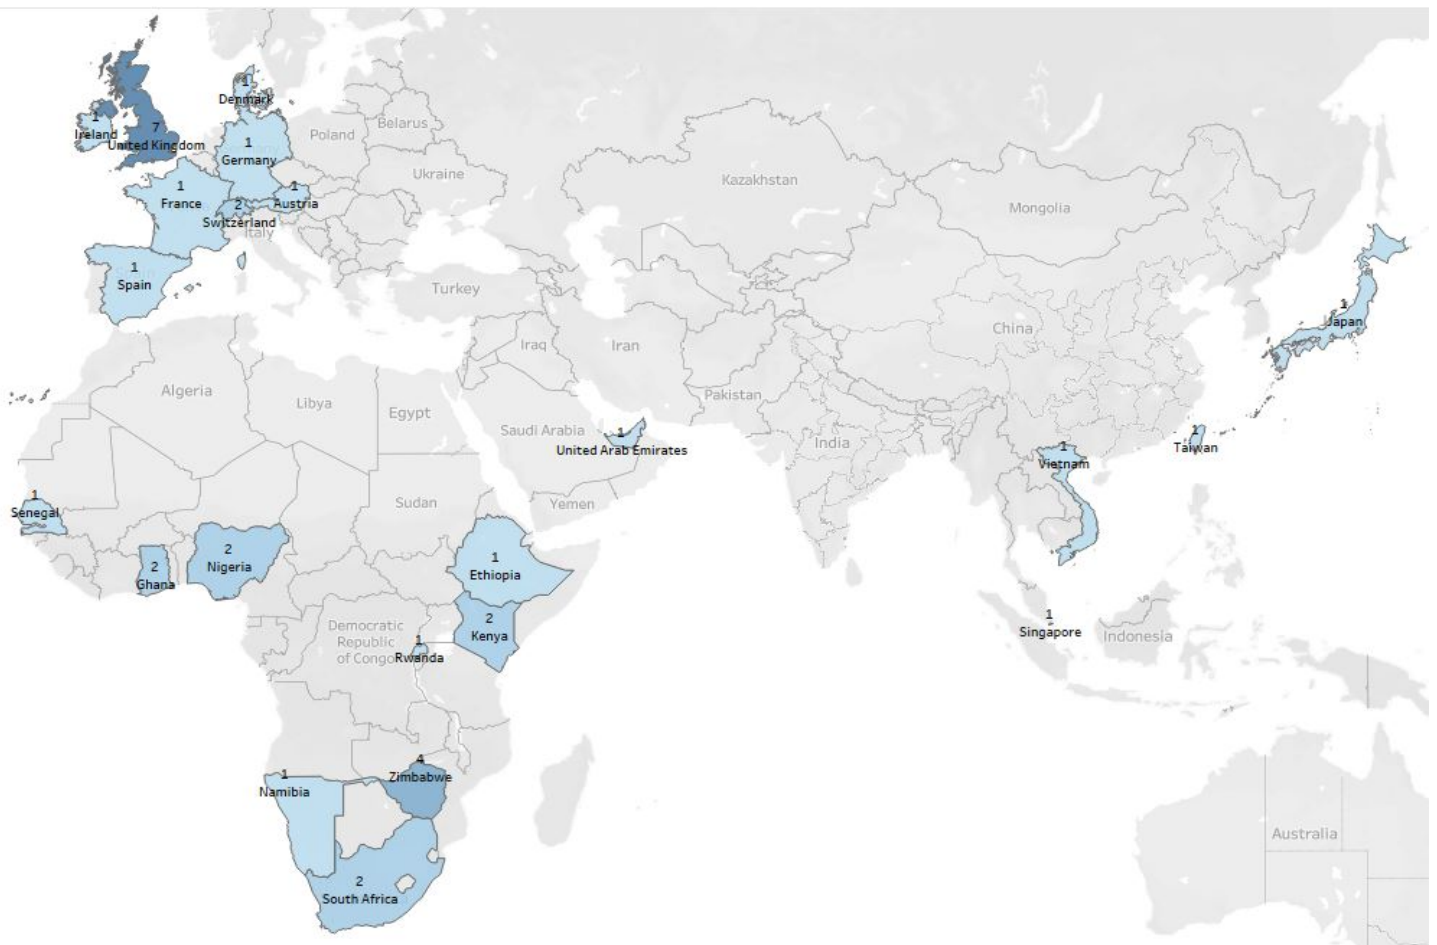 1
Denmark
1
Ireland
7
United Kingdom
1
Germany
Poland
Belarus
Ukraine
1
France
2
Switzerland
1
Austria
Italy
1
Spain
Turkey
Kazakhstan
Mongolia
China
1
Japan
Iraq
Iran
Pakistan
Algeria
Libya
Egypt
Saudi Arabia
1
United Arab Emirates
India
1
Vietnam
1
Taiwan
1
Senegal
Sudan
Yemen
2
Ghana
2
Nigeria
1
Ethiopia
2
Kenya
Democratic
Republic
of Congo
1
Rwanda
1
Singapore
Indonesia
1
Namibia
4
Zimbabwe
2
South Africa
Australia